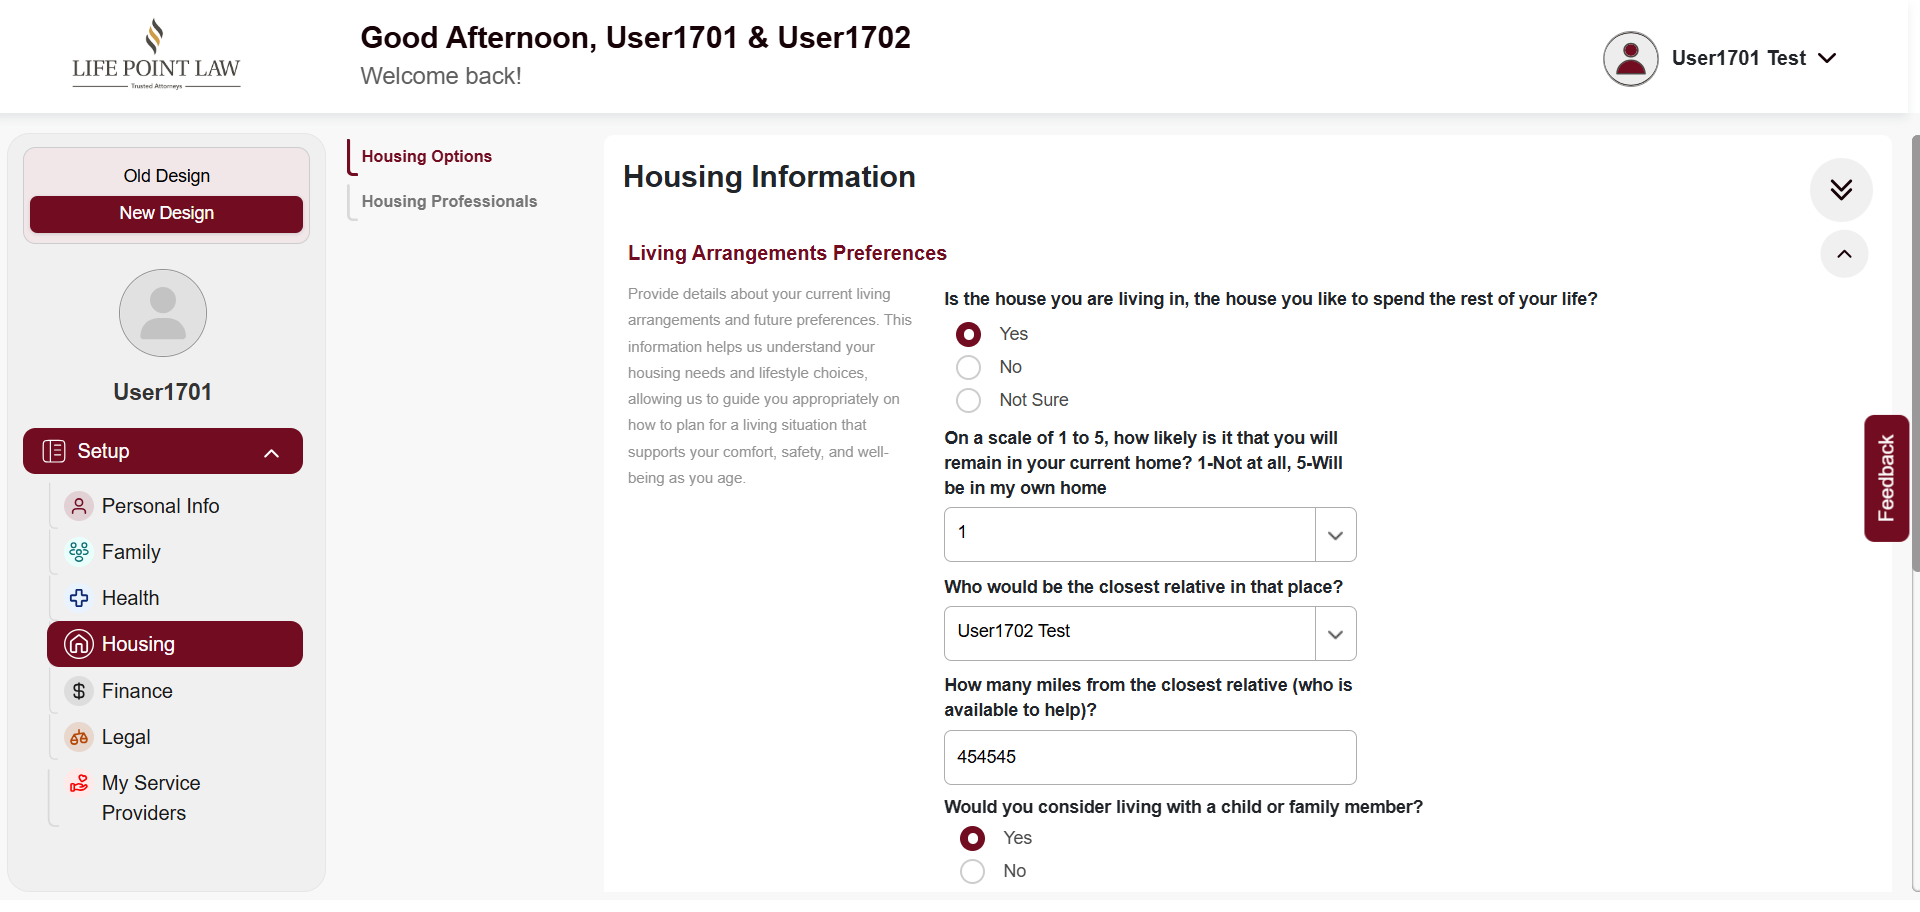 LIFE POINT LAW
Trusted Attorneys
Good Afternoon, User1701 & User1702
Welcome back!
User1701 Test
Old Design
New Design
User1701
Setup
Personal Info
Family
Health
Housing
Finance
Legal
My Service
Providers
Housing Options
Housing Professionals
Housing Information
Living Arrangements Preferences
Provide details about your current living
arrangements and future preferences. This
information helps us understand your
housing needs and lifestyle choices,
allowing us to guide you appropriately on
how to plan for a living situation that
supports your comfort, safety, and well-
being as you age.
Is the house you are living in, the house you like to spend the rest of your life?
Yes
No
Not Sure
On a scale of 1 to 5, how likely is it that you will
remain in your current home? 1-Not at all, 5-Will
be in my own home
1
Who would be the closest relative in that place?
User1702 Test
How many miles from the closest relative (who is
available to help)?
454545
Would you consider living with a child or family member?
Yes
No
Feedback